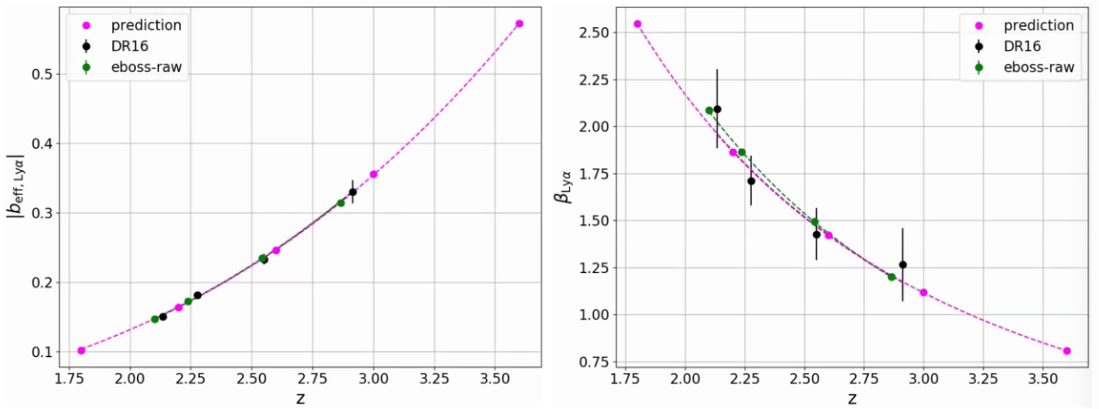 prediction
DR16
eboss-raw
|b_eff, Lyα|
0.5
0.4
0.3
0.2
0.1
1.75 2.00 2.25 2.50 2.75 3.00 3.25 3.50
z
prediction
DR16
eboss-raw
β_Lyα
2.50
2.25
2.00
1.75
1.50
1.25
1.00
0.75
1.75 2.00 2.25 2.50 2.75 3.00 3.25 3.50
z